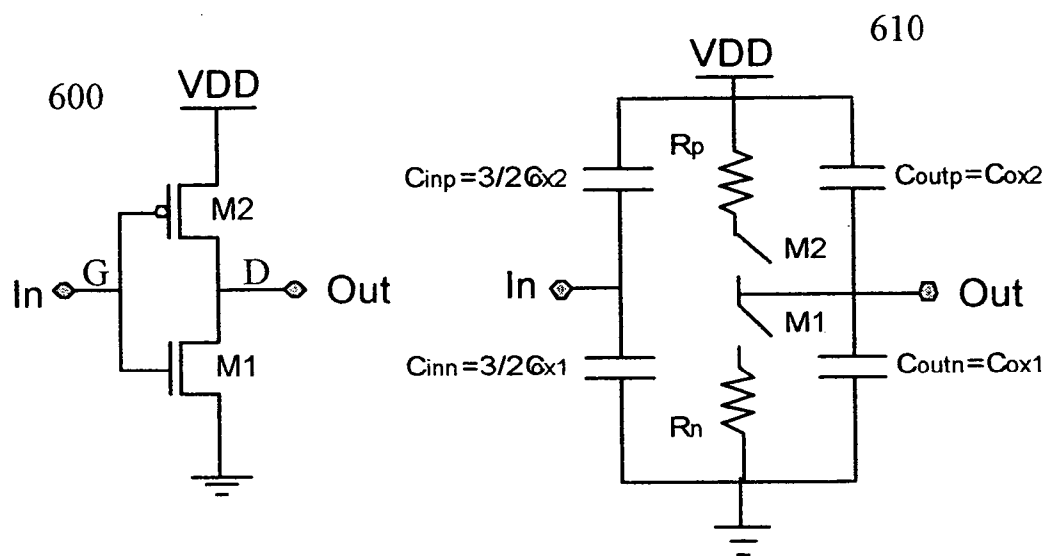 600
VDD
M2
In
G
D
Out
M1
610
VDD
Rp
Cinp=3/2Cox2
Coutp=Cox2
M2
In
Out
M1
Cinn=3/2Cox1
Coutn=Cox1
Rn